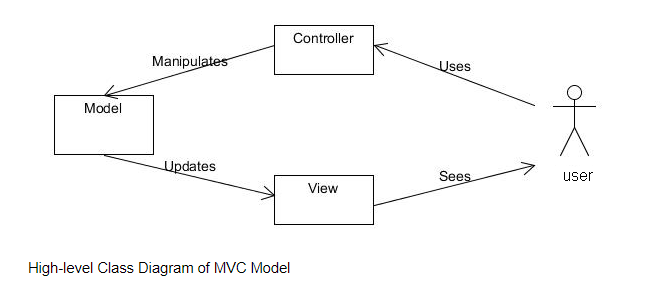 Controller
Manipulates
Uses
Model
Updates
View
Sees
user
High-level Class Diagram of MVC Model